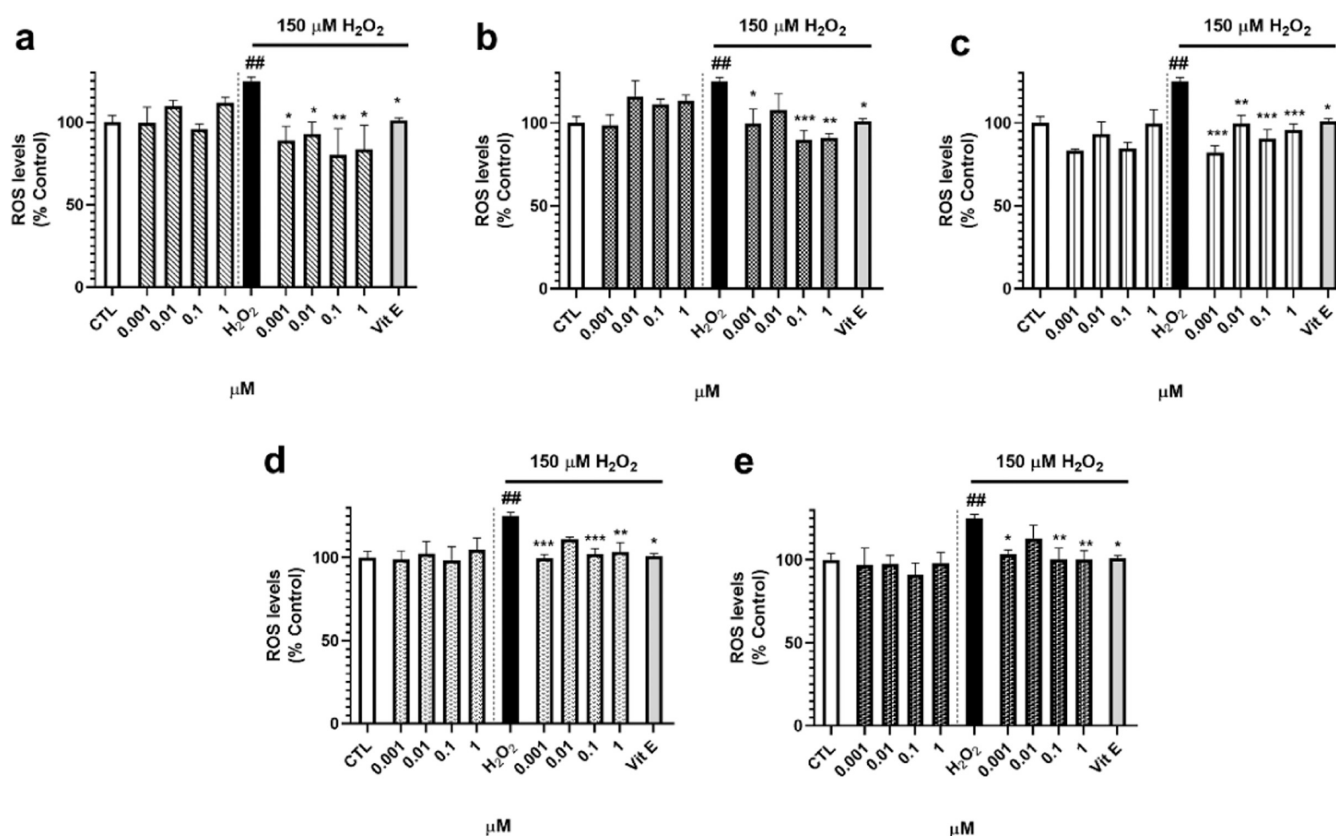 a
150 μM H₂O₂
##
* * ** * *
ROS levels
(% Control)
100
50
0
CTL 0.001 0.01 0.1 1 H₂O₂ 0.001 0.01 0.1 1 Vit E
μM
b
150 μM H₂O₂
##
* *** ** *
ROS levels
(% Control)
100
50
0
CTL 0.001 0.01 0.1 1 H₂O₂ 0.001 0.01 0.1 1 Vit E
μM
c
150 μM H₂O₂
##
*** ** *** *** *
ROS levels
(% Control)
100
50
0
CTL 0.001 0.01 0.1 1 H₂O₂ 0.001 0.01 0.1 1 Vit E
μM
d
150 μM H₂O₂
##
*** *** ** *
ROS levels
(% Control)
100
50
0
CTL 0.001 0.01 0.1 1 H₂O₂ 0.001 0.01 0.1 1 Vit E
μM
e
150 μM H₂O₂
##
* ** ** *
ROS levels
(% Control)
100
50
0
CTL 0.001 0.01 0.1 1 H₂O₂ 0.001 0.01 0.1 1 Vit E
μM